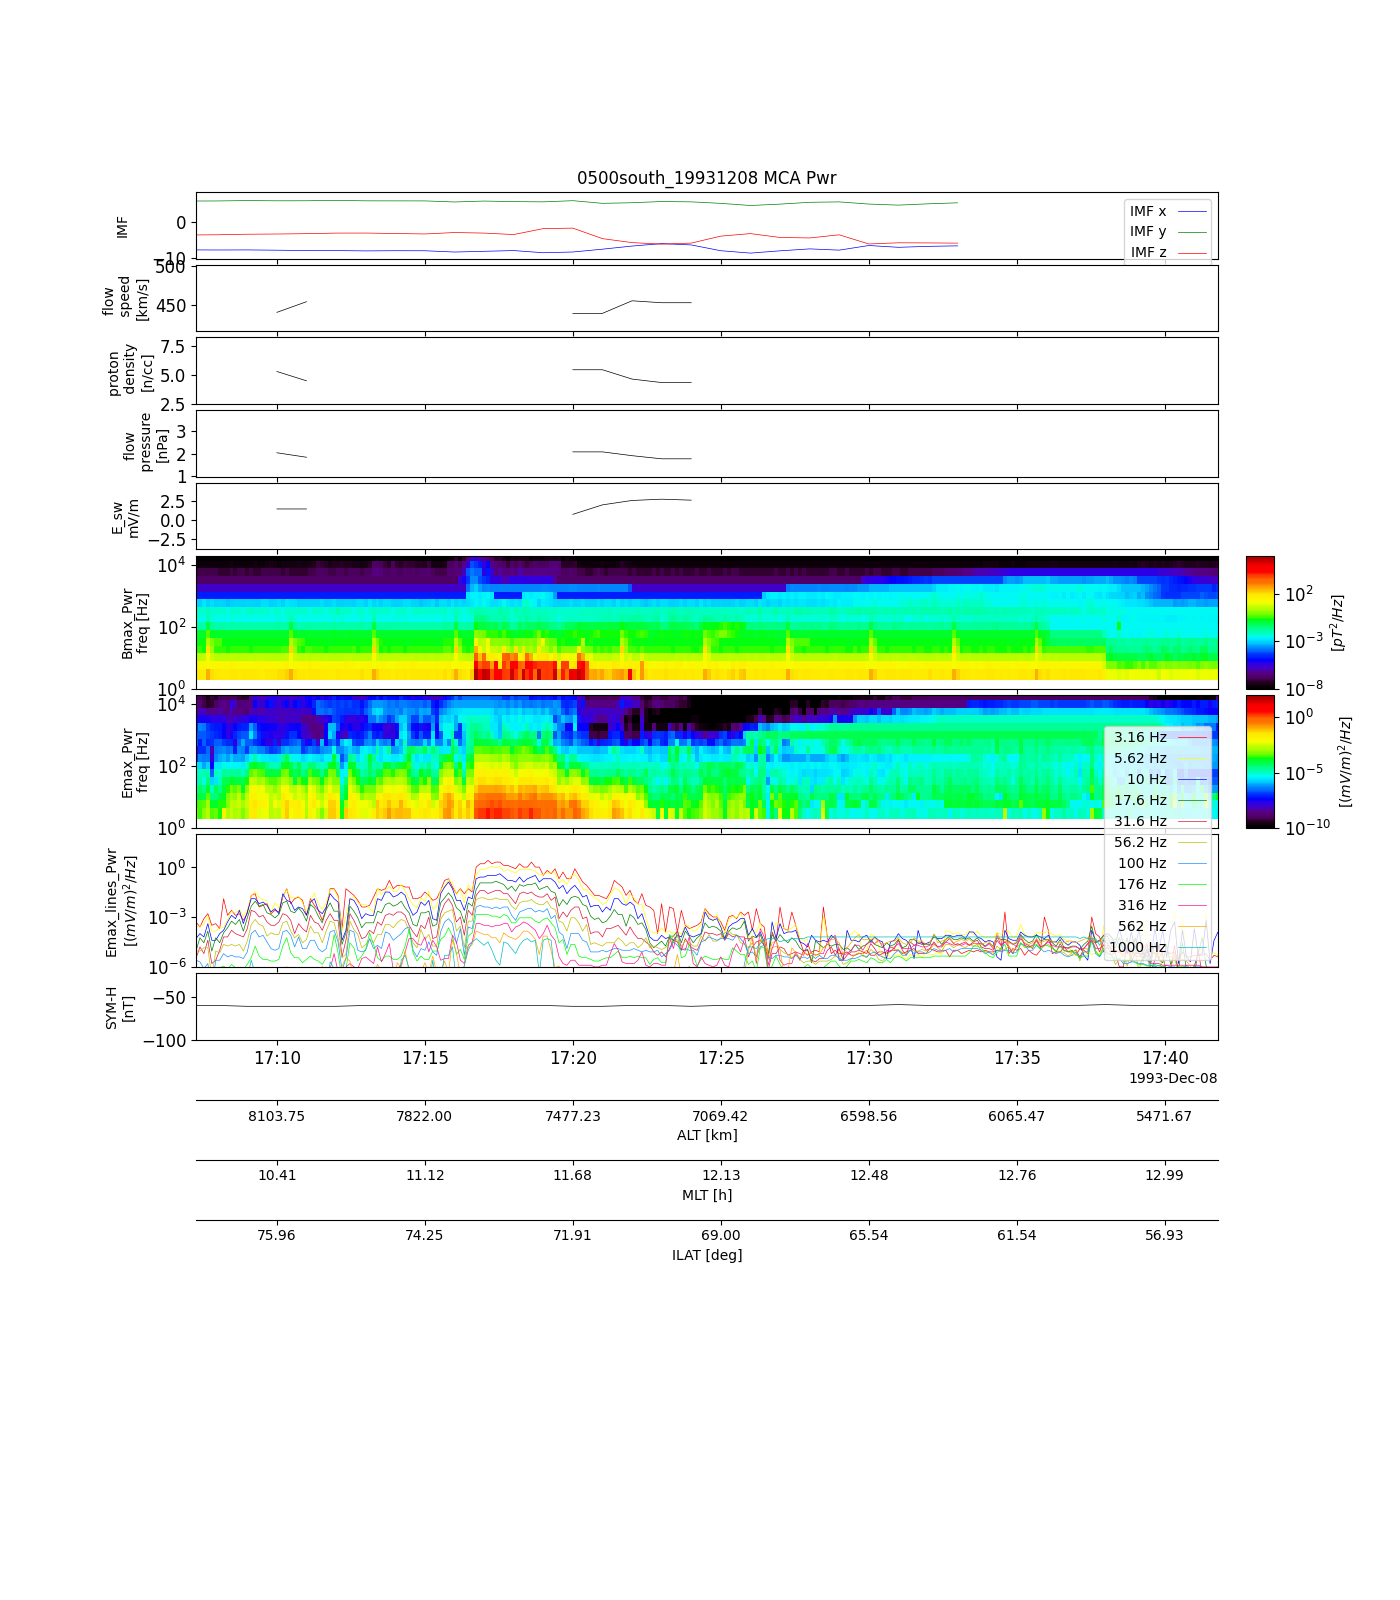 0500south_19931208 MCA Pwr
IMF
0
−10
IMF x
IMF y
IMF z
flow
speed
[km/s]
500
450
proton
density
[n/cc]
7.5
5.0
2.5
flow
pressure
[nPa]
3
2
1
E_sw
mV/m
2.5
0.0
−2.5
Bmax_Pwr
freq [Hz]
10^4
10^2
10^0
10^2
10^−3
10^−8
[pT^2/Hz]
Emax_Pwr
freq [Hz]
10^4
10^2
10^0
10^0
10^−5
10^−10
[(mV/m)^2/Hz]
3.16 Hz
5.62 Hz
10 Hz
17.6 Hz
31.6 Hz
56.2 Hz
100 Hz
176 Hz
316 Hz
562 Hz
1000 Hz
Emax_lines_Pwr
[(mV/m)^2/Hz]
10^0
10^−3
10^−6
SYM-H
[nT]
−50
−100
17:10 17:15 17:20 17:25 17:30 17:35 17:40
1993-Dec-08
8103.75 7822.00 7477.23 7069.42 6598.56 6065.47 5471.67
ALT [km]
10.41 11.12 11.68 12.13 12.48 12.76 12.99
MLT [h]
75.96 74.25 71.91 69.00 65.54 61.54 56.93
ILAT [deg]